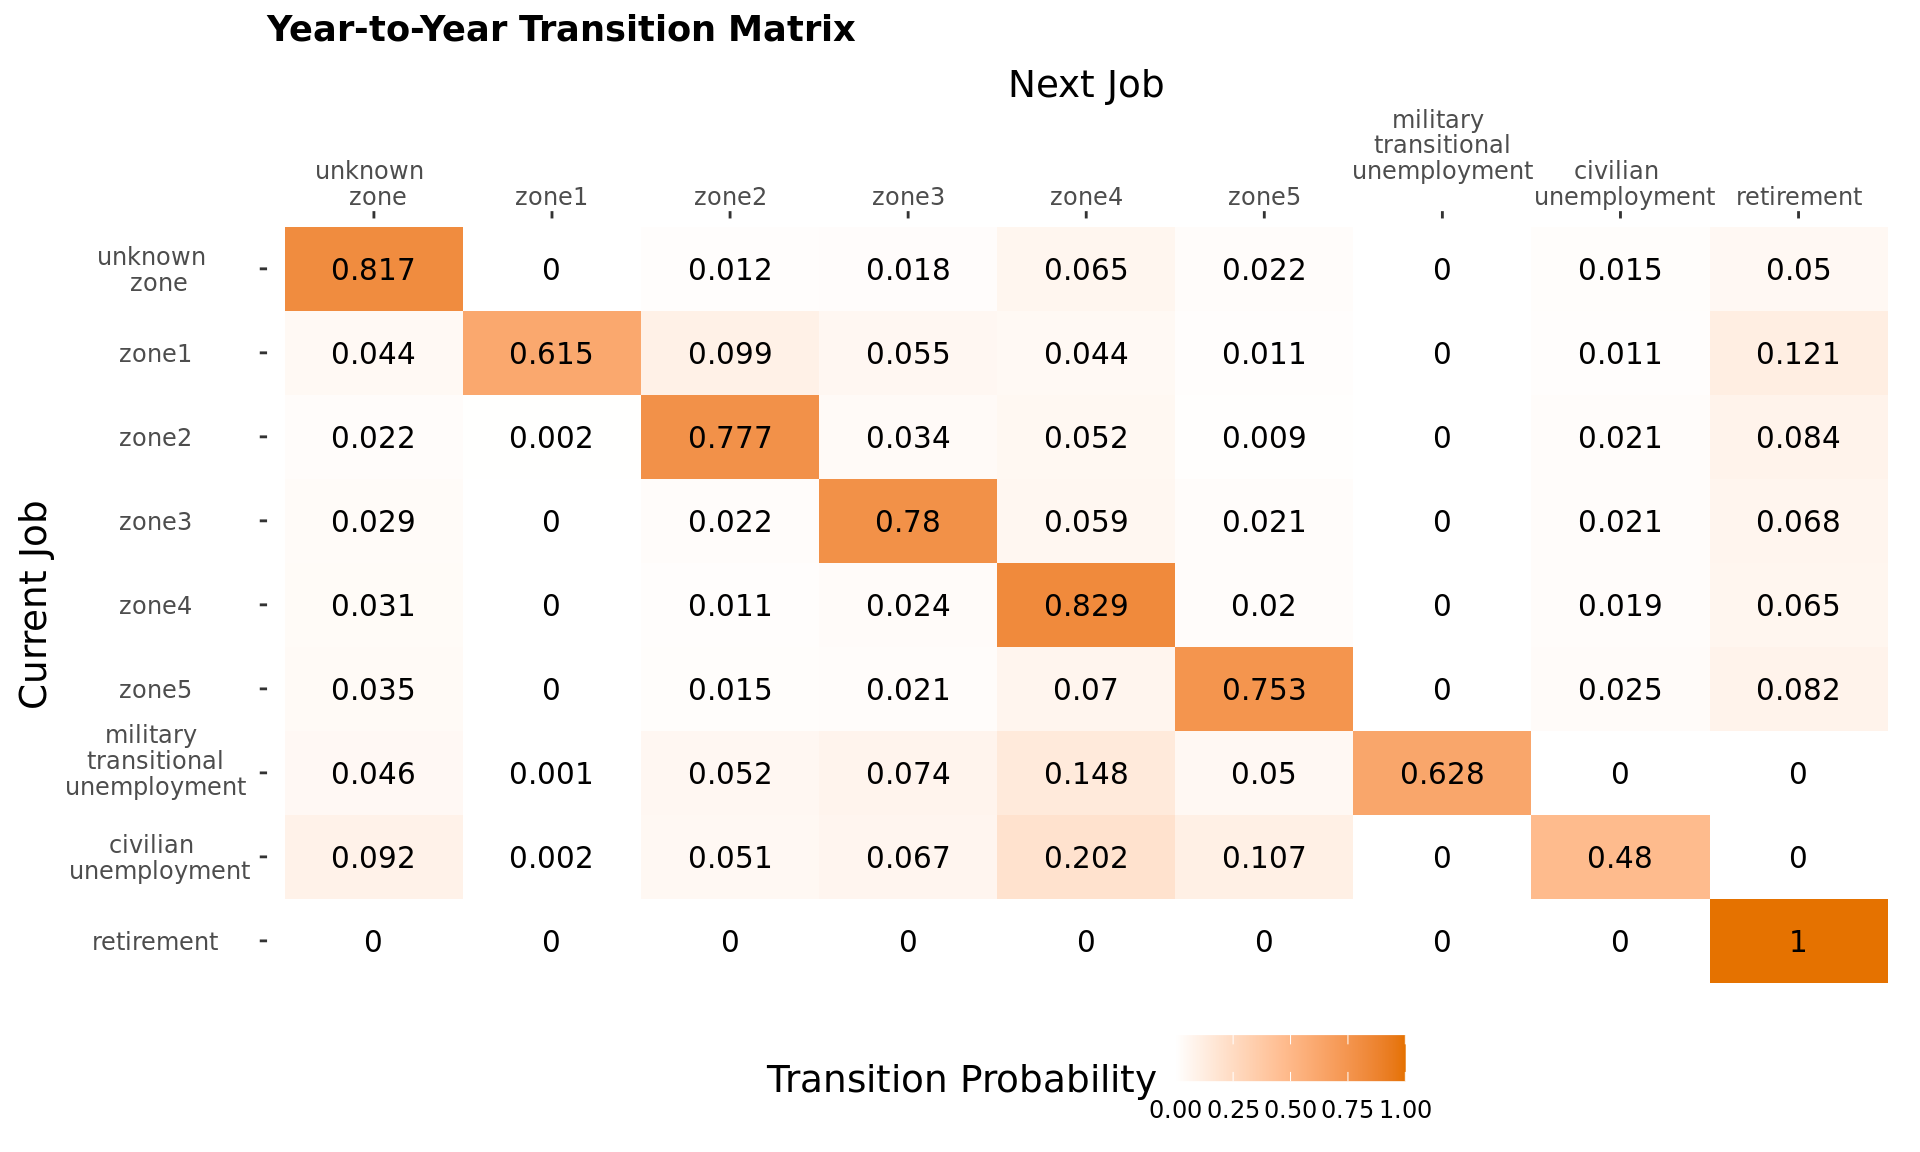 Year-to-Year Transition Matrix
Next Job
unknown
zone
zone1
zone2
zone3
zone4
zone5
military
transitional
unemployment
civilian
unemployment
retirement
Current Job
unknown
zone
0.817 0 0.012 0.018 0.065 0.022 0 0.015 0.05
zone1 0.044 0.615 0.099 0.055 0.044 0.011 0 0.011 0.121
zone2 0.022 0.002 0.777 0.034 0.052 0.009 0 0.021 0.084
zone3 0.029 0 0.022 0.78 0.059 0.021 0 0.021 0.068
zone4 0.031 0 0.011 0.024 0.829 0.02 0 0.019 0.065
zone5 0.035 0 0.015 0.021 0.07 0.753 0 0.025 0.082
military
transitional
unemployment
0.046 0.001 0.052 0.074 0.148 0.05 0.628 0 0
civilian
unemployment
0.092 0.002 0.051 0.067 0.202 0.107 0 0.48 0
retirement 0 0 0 0 0 0 0 0 1
Transition Probability
0.00 0.25 0.50 0.75 1.00